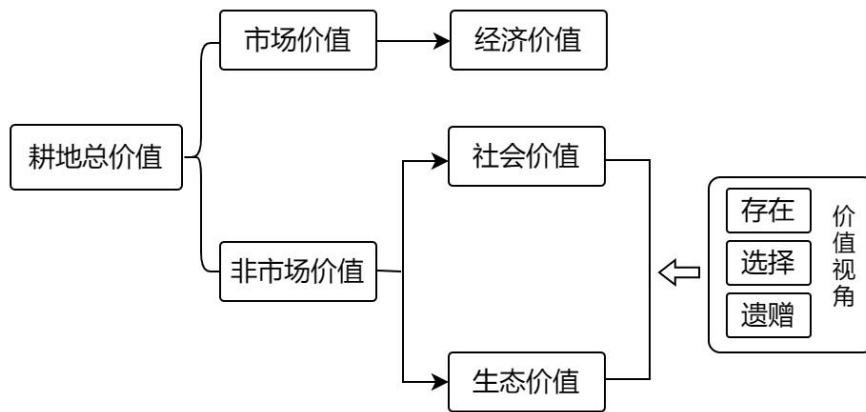 市场价值
经济价值
耕地总价值
社会价值
非市场价值
生态价值
存在
选择
遗赠
价值视角